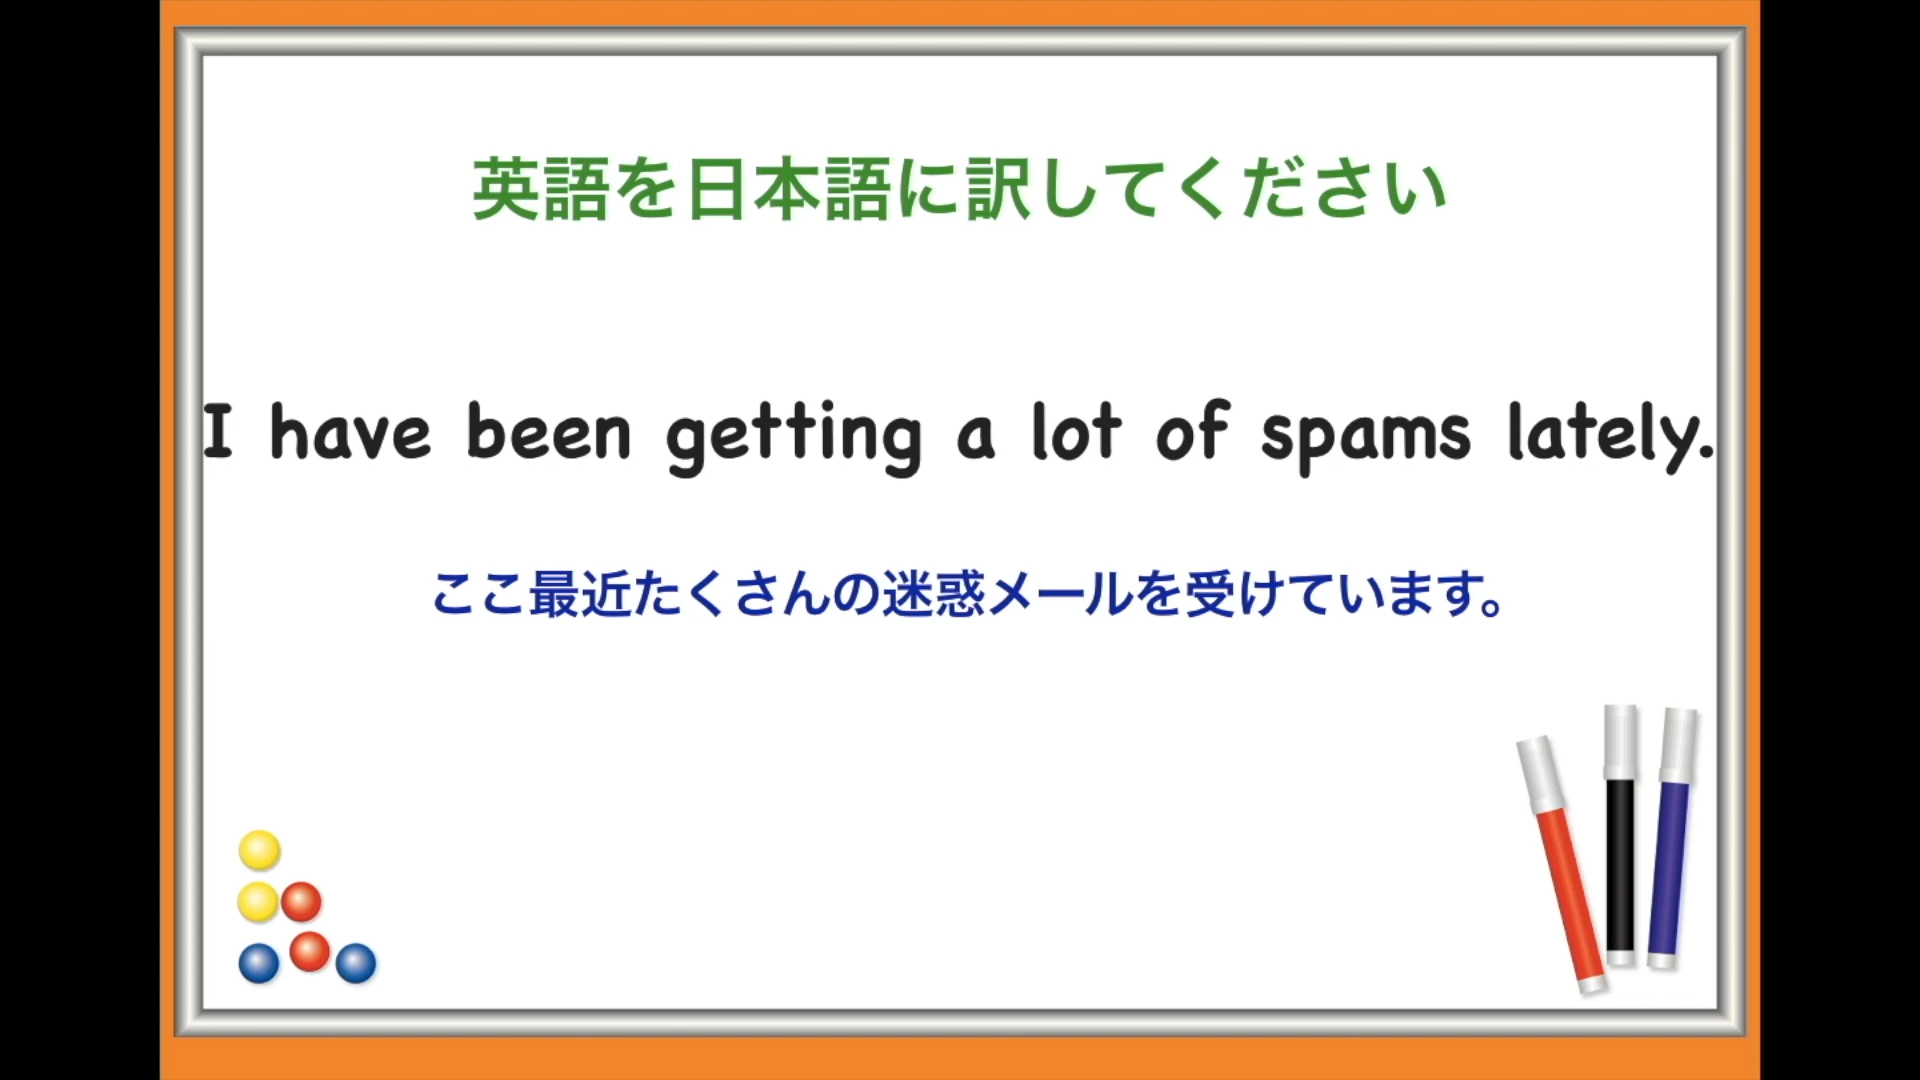 英語を日本語に訳してください
I have been getting a lot of spams lately.
ここ最近たくさんの迷惑メールを受けています。